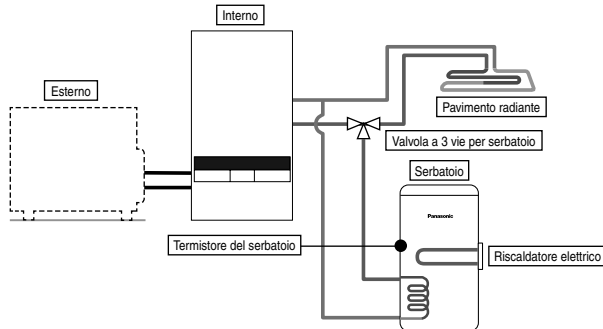 Interno
Esterno
Pavimento radiante
Valvola a 3 vie per serbatoio
Serbatoio
Panasonic
Termistore del serbatoio
Riscaldatore elettrico